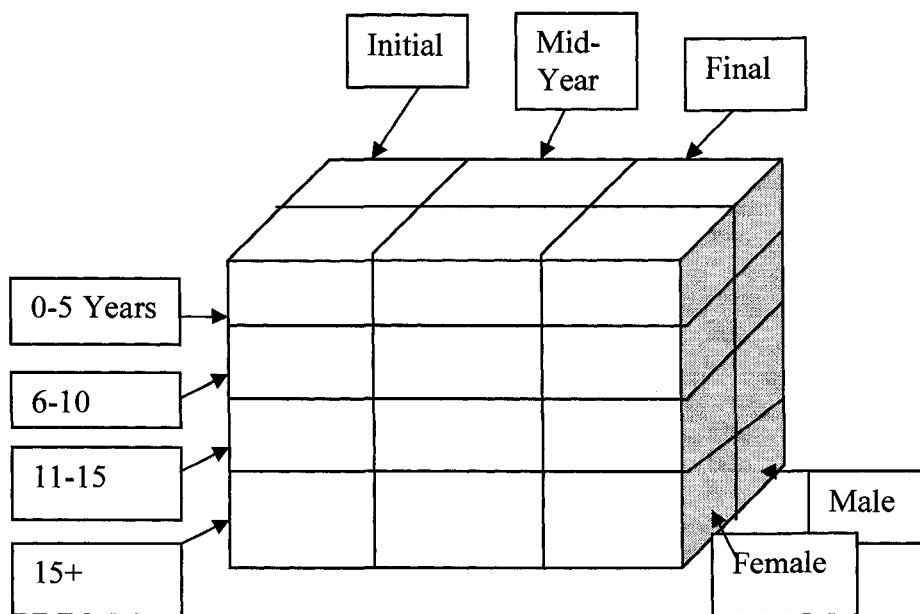 Initial
Mid-
Year
Final
0-5 Years
6-10
11-15
15+
Male
Female